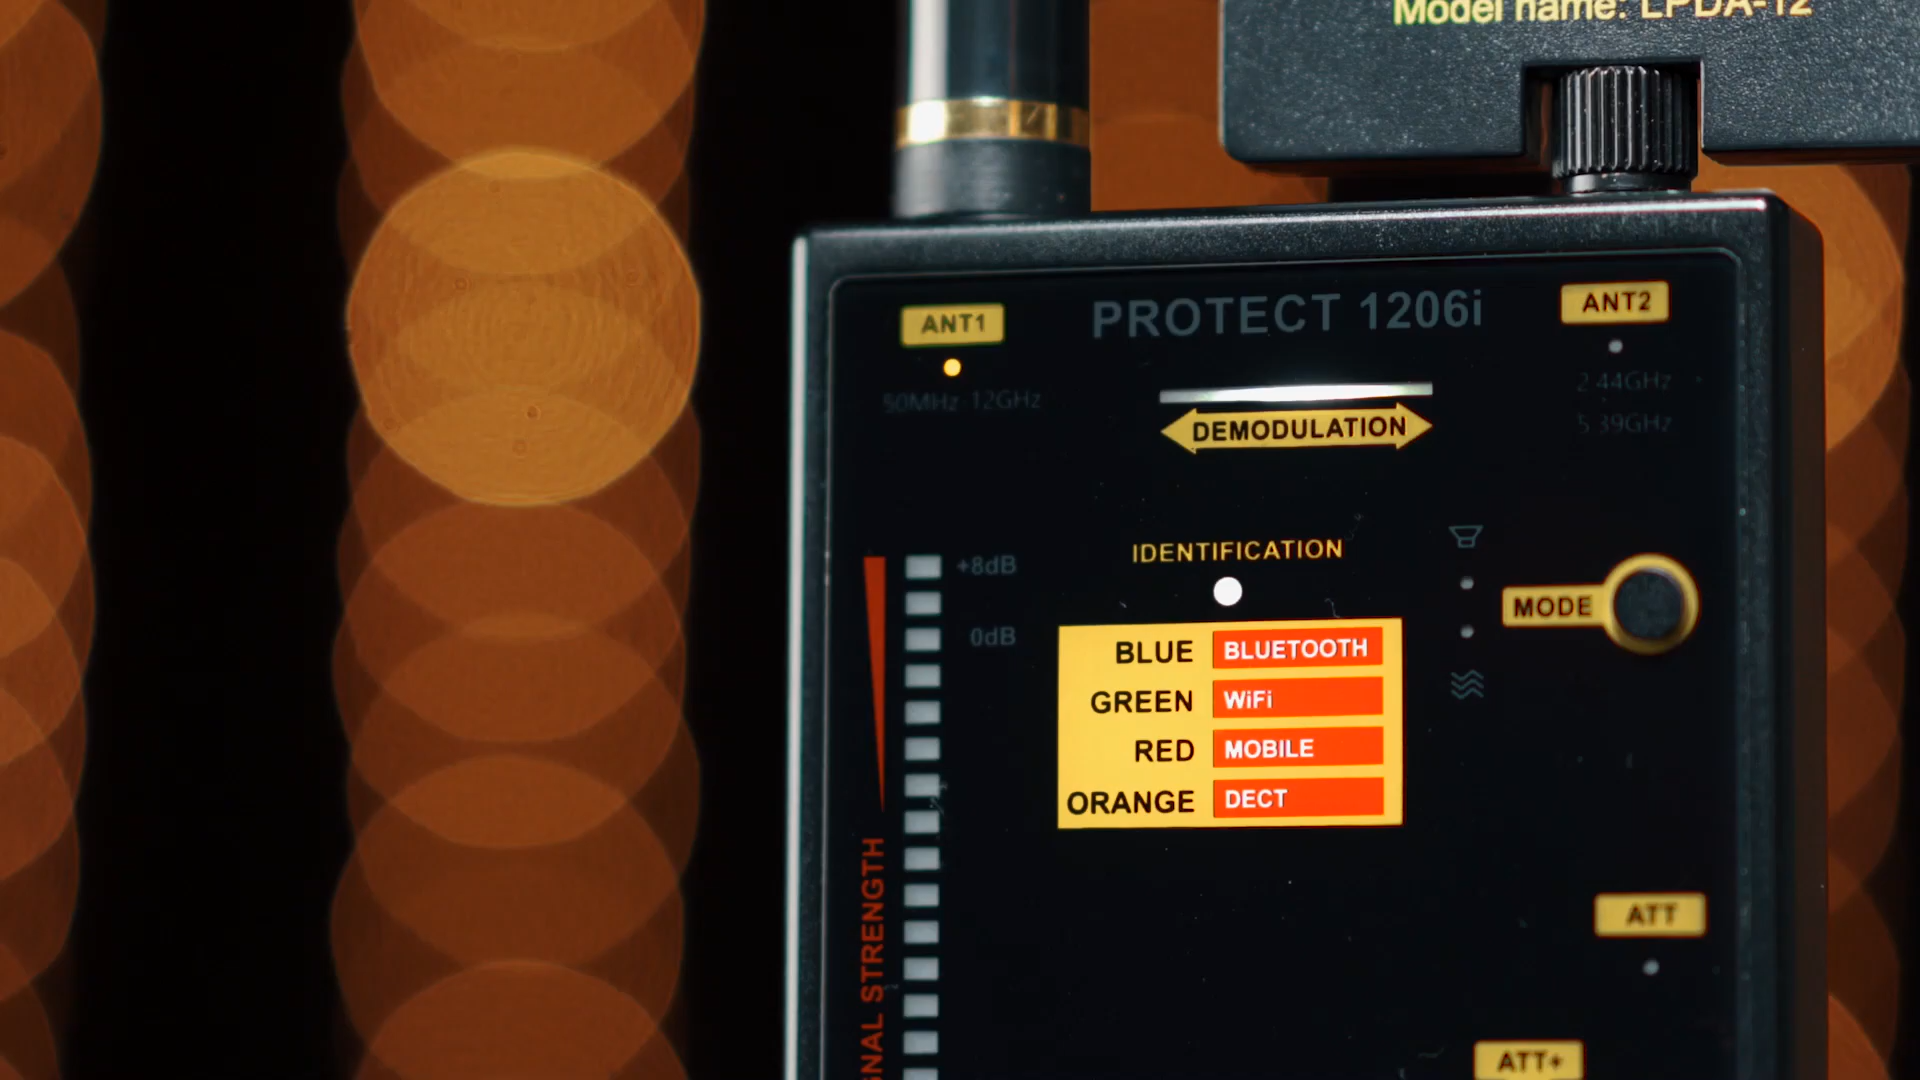 Model name: LPDA-12
PROTECT 1206i
ANT1
ANT2
50MHz-12GHz
2.44GHz
5.39GHz
DEMODULATION
IDENTIFICATION
+8dB
0dB
MODE
BLUE BLUETOOTH
GREEN WiFi
RED MOBILE
ORANGE DECT
GNAL STRENGTH
ATT
ATT+